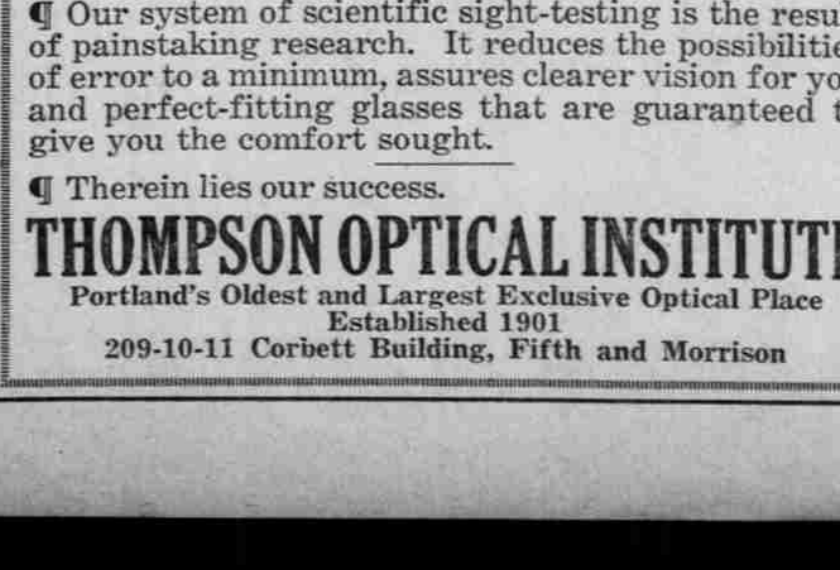 ¶ Our system of scientific sight-testing is the resu
of painstaking research. It reduces the possibiliti
of error to a minimum, assures clearer vision for yo
and perfect-fitting glasses that are guaranteed t
give you the comfort sought.
¶ Therein lies our success.
THOMPSON OPTICAL INSTITUTE
Portland's Oldest and Largest Exclusive Optical Place
Established 1901
209-10-11 Corbett Building, Fifth and Morrison